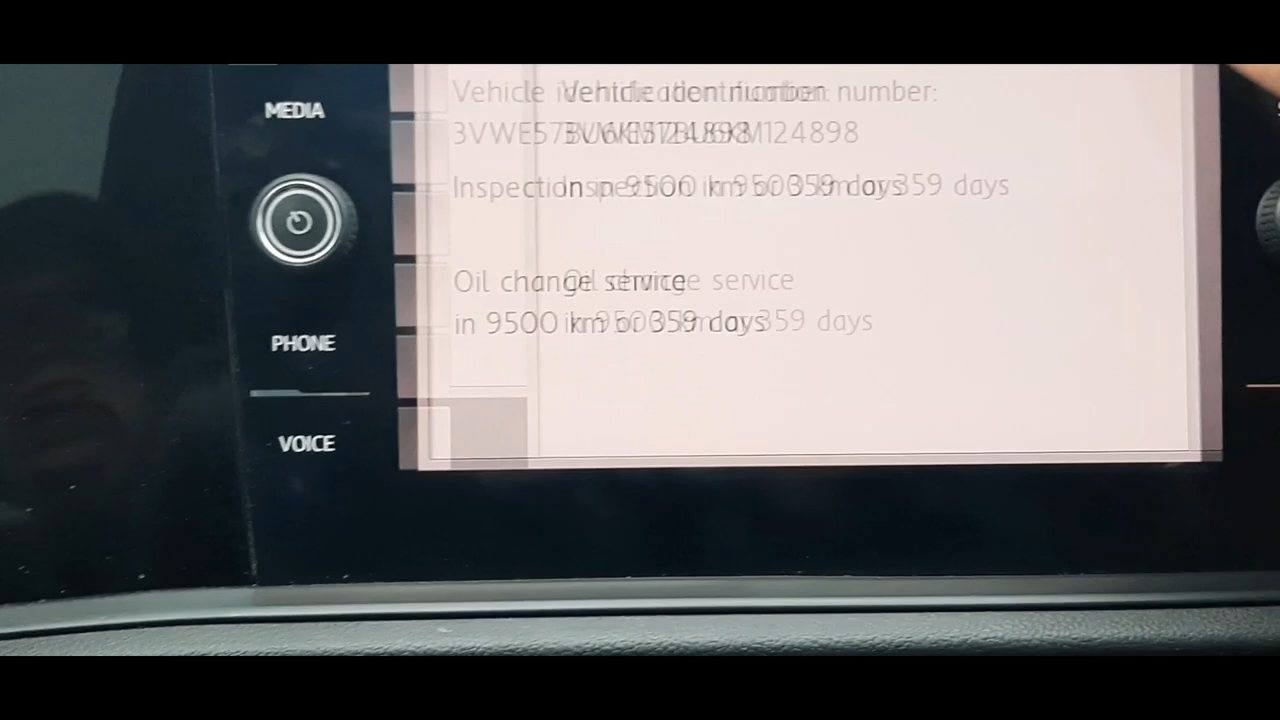 MEDIA
PHONE
VOICE
Vehicle identification number:
3VWE57BU6KM124898
Inspection in 9500 km or 359 days
Oil change service
in 9500 km or 359 days